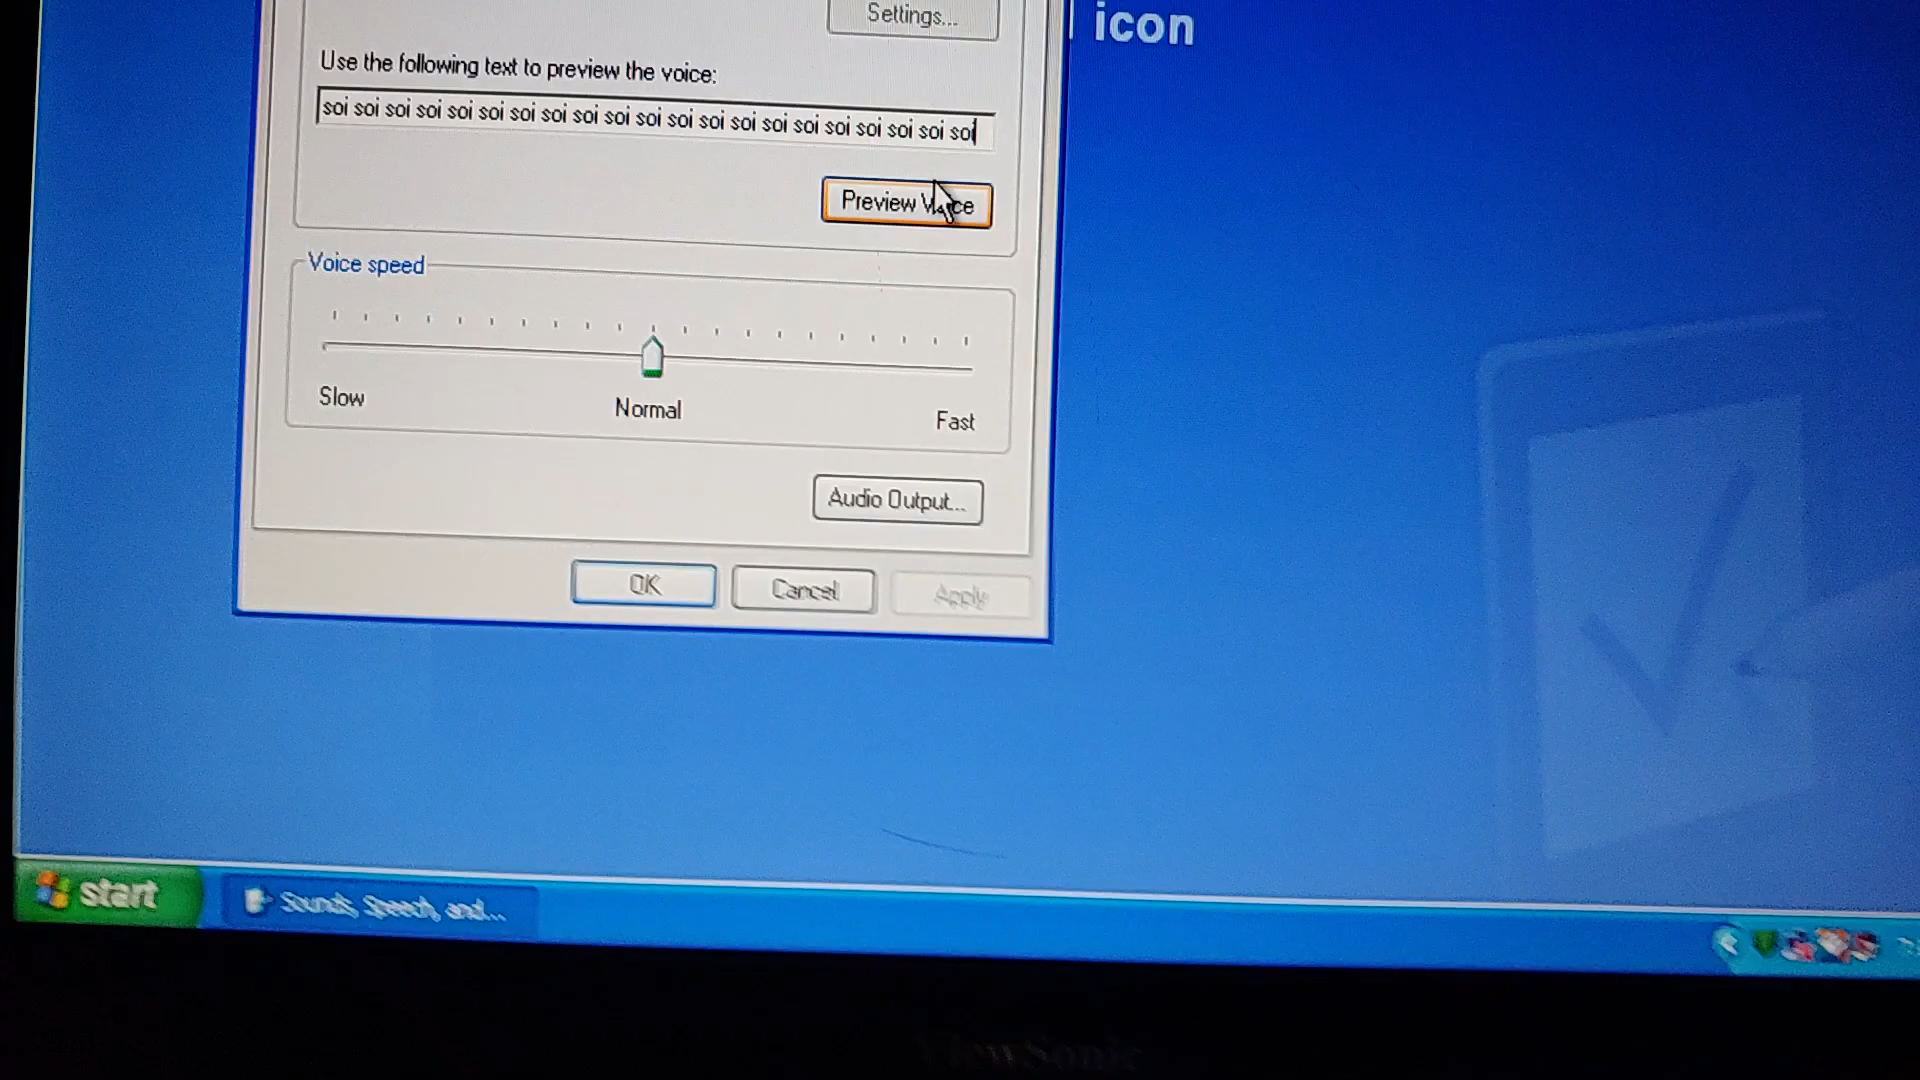 icon
Settings...
Use the following text to preview the voice:
soi soi soi soi soi soi soi soi soi soi soi soi soi soi soi soi soi soi soi soi soi
Preview Voice
Voice speed
Slow
Normal
Fast
Audio Output...
OK
Cancel
Apply
start
Sounds, Speech, and...
ViewSonic